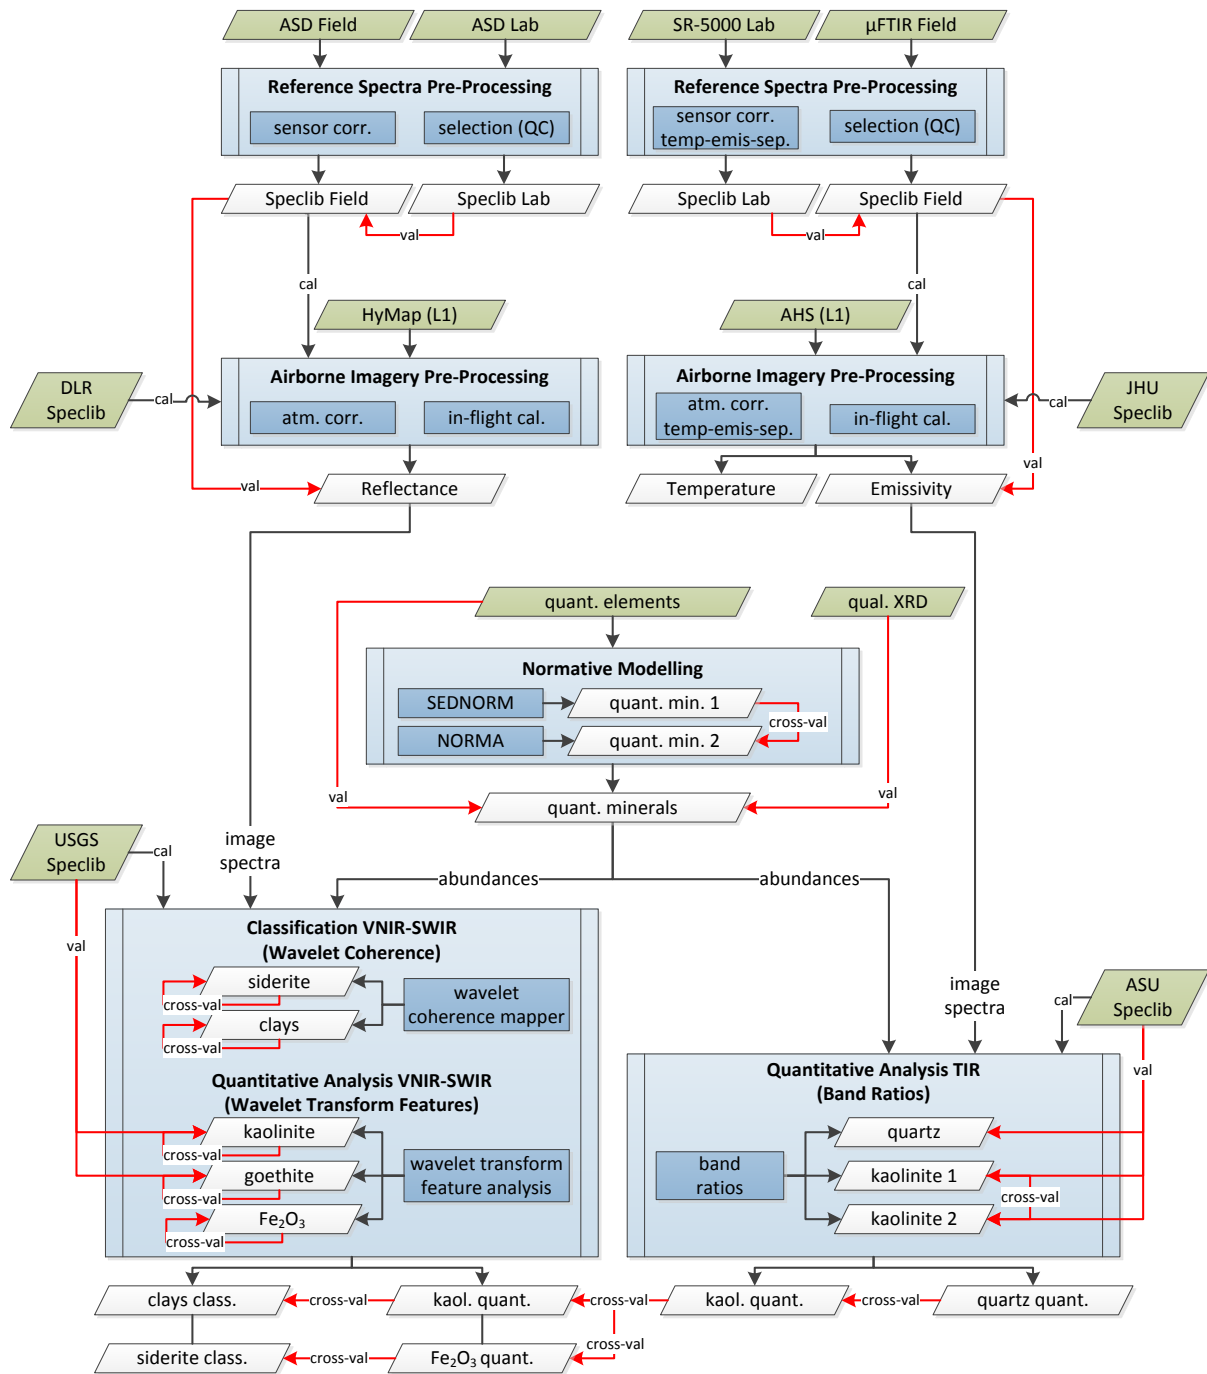 ASD Field
ASD Lab
SR-5000 Lab
µFTIR Field
Reference Spectra Pre-Processing
sensor corr.
selection (QC)
Reference Spectra Pre-Processing
sensor corr.
temp-emis-sep.
selection (QC)
Speclib Field
Speclib Lab
val
Speclib Lab
Speclib Field
val
cal
cal
HyMap (L1)
AHS (L1)
DLR
Speclib
cal
Airborne Imagery Pre-Processing
atm. corr.
in-flight cal.
Airborne Imagery Pre-Processing
atm. corr.
temp-emis-sep.
in-flight cal.
cal
JHU
Speclib
val
val
Reflectance
Temperature
Emissivity
quant. elements
qual. XRD
Normative Modelling
SEDNORM
quant. min. 1
cross-val
NORMA
quant. min. 2
val
quant. minerals
val
USGS
Speclib
cal
image
spectra
abundances
abundances
val
Classification VNIR-SWIR
(Wavelet Coherence)
siderite
cross-val
wavelet
coherence mapper
clays
cross-val
image
spectra
cal
ASU
Speclib
val
Quantitative Analysis VNIR-SWIR
(Wavelet Transform Features)
kaolinite
cross-val
goethite
cross-val
wavelet transform
feature analysis
Fe₂O₃
cross-val
Quantitative Analysis TIR
(Band Ratios)
quartz
band
ratios
kaolinite 1
cross-val
kaolinite 2
clays class.
cross-val
kaol. quant.
cross-val
kaol. quant.
cross-val
quartz quant.
cross-val
siderite class.
cross-val
Fe₂O₃ quant.